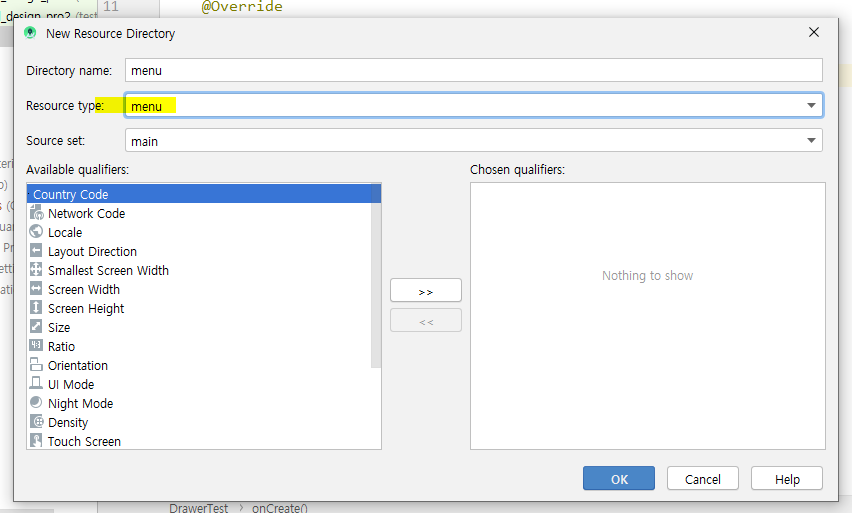 _design_pro2 (test
11
@Override
New Resource Directory
Directory name: menu
Resource type: menu
Source set: main
Available qualifiers:
Chosen qualifiers:
Country Code
Network Code
Locale
Layout Direction
Smallest Screen Width
Screen Width
Screen Height
Size
Ratio
Orientation
UI Mode
Night Mode
Density
Touch Screen
>>
<<
Nothing to show
OK
Cancel
Help
DrawerTest › onCreate()